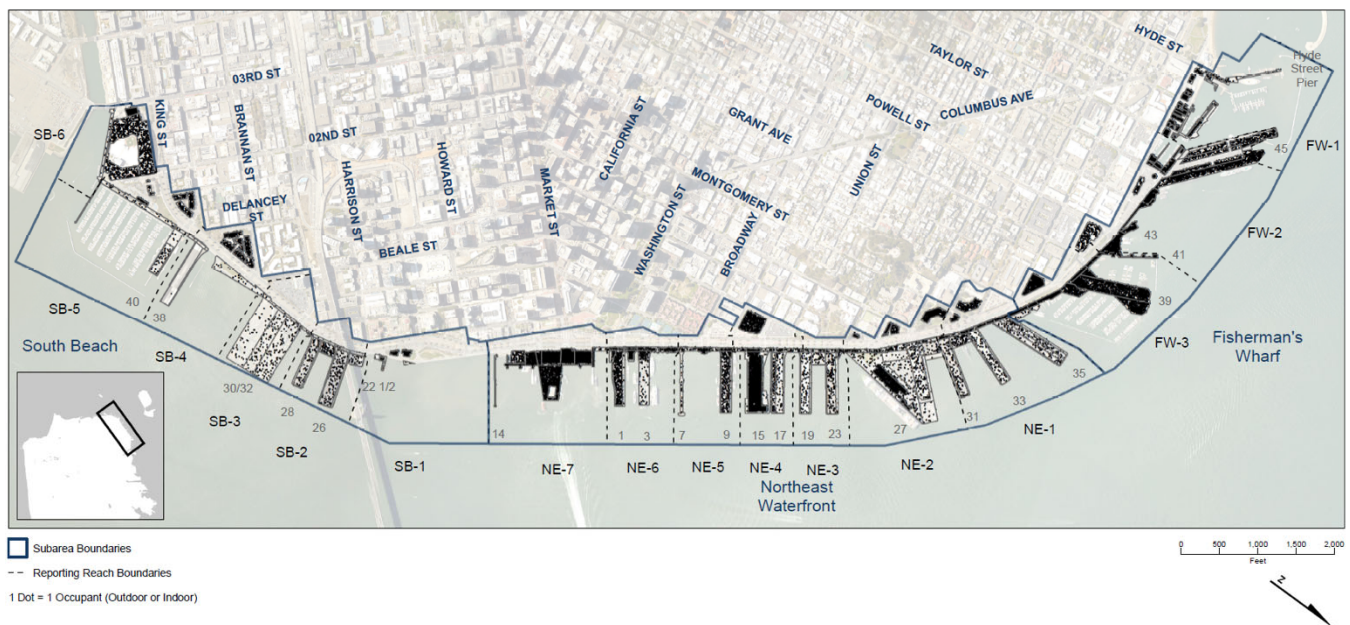 HYDE ST
Hyde
Street
Pier
TAYLOR ST
POWELL ST
COLUMBUS AVE
03RD ST
KING ST
BRANNAN ST
02ND ST
CALIFORNIA ST
GRANT AVE
UNION ST
HOWARD ST
MARKET ST
HARRISON ST
MONTGOMERY ST
WASHINGTON ST
BROADWAY
DELANCEY
ST
BEALE ST
SB-6
45
FW-1
43
FW-2
41
40
38
39
SB-5
South Beach
SB-4
Fisherman's
Wharf
FW-3
30/32
22 1/2
35
SB-3
28
33
26
31
27
SB-2
14
1
3
7
9
15
17
19
23
NE-1
SB-1
NE-7
NE-6
NE-5
NE-4
NE-3
NE-2
Northeast
Waterfront
Subarea Boundaries
Reporting Reach Boundaries
1 Dot = 1 Occupant (Outdoor or Indoor)
0 500 1,000 1,500 2,000
Feet
Z